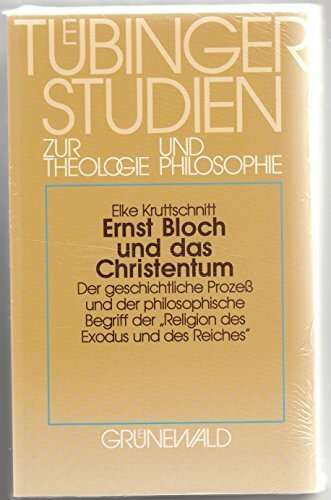 TÜBINGER
STUDIEN
ZUR UND
THEOLOGIE PHILOSOPHIE
Elke Kruttschnitt
Ernst Bloch
und das
Christentum
Der geschichtliche Prozeß
und der philosophische
Begriff der „Religion des
Exodus und des Reiches“
GRÜNEWALD